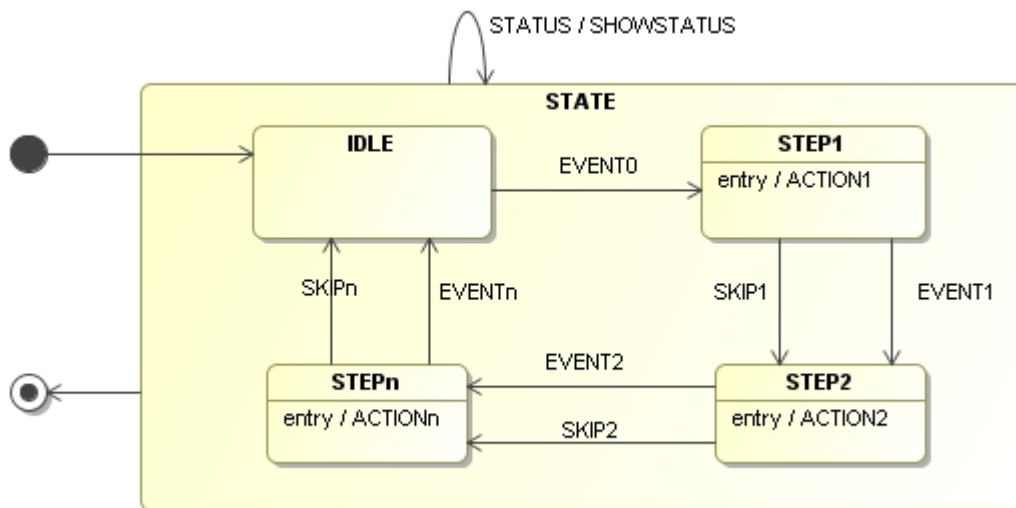 STATUS / SHOWSTATUS
STATE
IDLE
STEP1
entry / ACTION1
EVENT0
SKIPn
EVENTn
SKIP1
EVENT1
EVENT2
STEPn
entry / ACTIONn
STEP2
entry / ACTION2
SKIP2